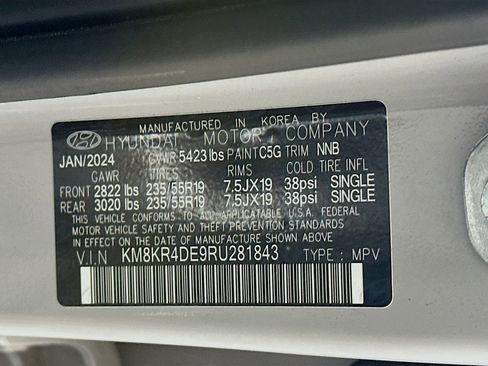 MANUFACTURED IN KOREA BY
HYUNDAI MOTOR COMPANY
JAN/2024 GVWR 5423 lbs PAINT C5G TRIM NNB
GAWR TIRES RIMS COLD TIRE INFL
FRONT 2822 lbs 235/55R19 7.5JX19 38psi SINGLE
REAR 3020 lbs 235/55R19 7.5JX19 38psi SINGLE
THIS VEHICLE CONFORMS TO ALL APPLICABLE U.S.A. FEDERAL
MOTOR VEHICLE SAFETY AND THEFT PREVENTION STANDARDS
IN EFFECT ON THE DATE OF MANUFACTURE SHOWN ABOVE.
V.I.N KM8KR4DE9RU281843 TYPE : MPV